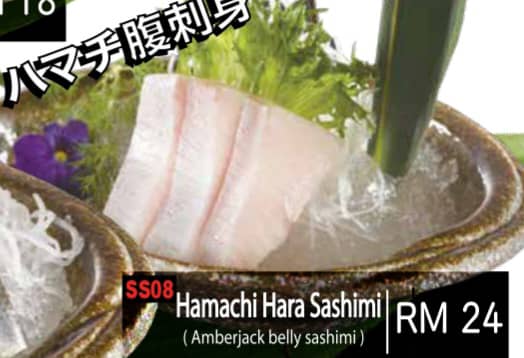 ハマチ腹刺身
SS08 Hamachi Hara Sashimi
( Amberjack belly sashimi )
RM 24